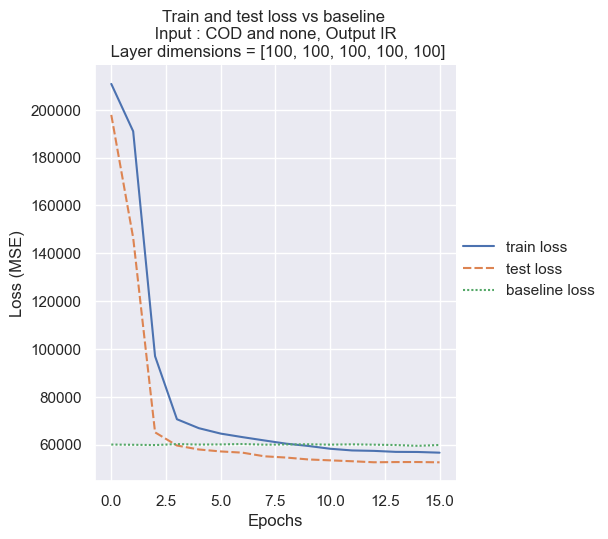 Train and test loss vs baseline
Input : COD and none, Output IR
Layer dimensions = [100, 100, 100, 100, 100]
Loss (MSE)
200000
180000
160000
140000
120000
100000
80000
60000
0.0 2.5 5.0 7.5 10.0 12.5 15.0
Epochs
train loss
test loss
baseline loss